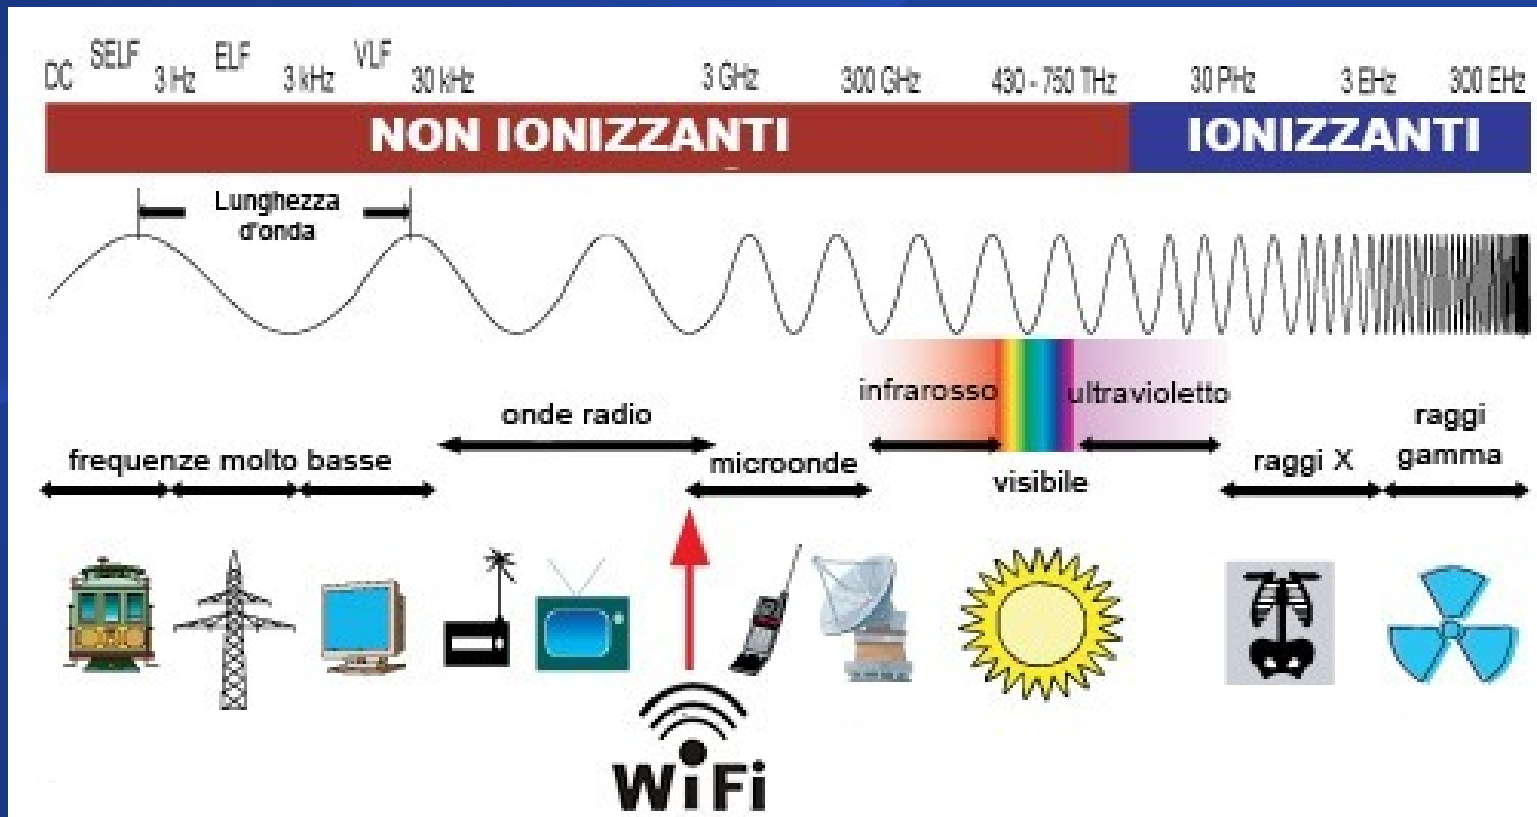 DC SELF 3 Hz ELF 3 kHz VLF 30 kHz 3 GHz 300 GHz 430 - 750 THz 30 PHz 3 EHz 300 EHz
NON IONIZZANTI IONIZZANTI
Lunghezza
d'onda
infrarosso ultravioletto
onde radio
raggi
gamma
frequenze molto basse
microonde
raggi X
visibile
WiFi